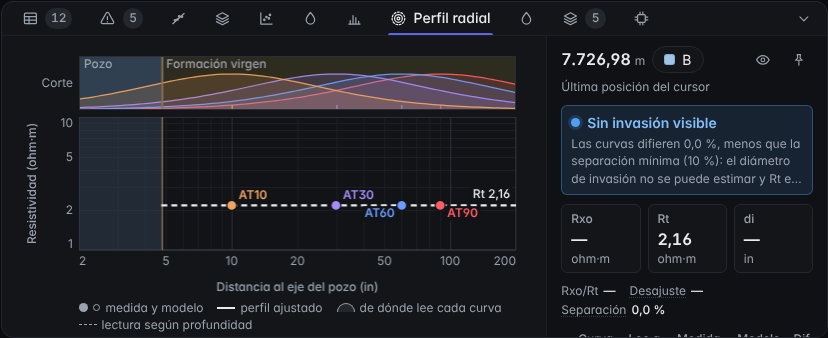 12
5
Perfil radial
5
Pozo
Formación virgen
Corte
Resistividad (ohm·m)
10
5
2
1
AT10
AT30
AT60
AT90
Rt 2,16
2
5
10
20
50
100
200
Distancia al eje del pozo (in)
medida y modelo
perfil ajustado
de dónde lee cada curva
lectura según profundidad
7.726,98 m
B
Última posición del cursor
Sin invasión visible
Las curvas difieren 0,0 %, menos que la
separación mínima (10 %): el diámetro
de invasión no se puede estimar y Rt e...
Rxo
—
ohm·m
Rt
2,16
ohm·m
di
—
in
Rxo/Rt — Desajuste —
Separación 0,0 %